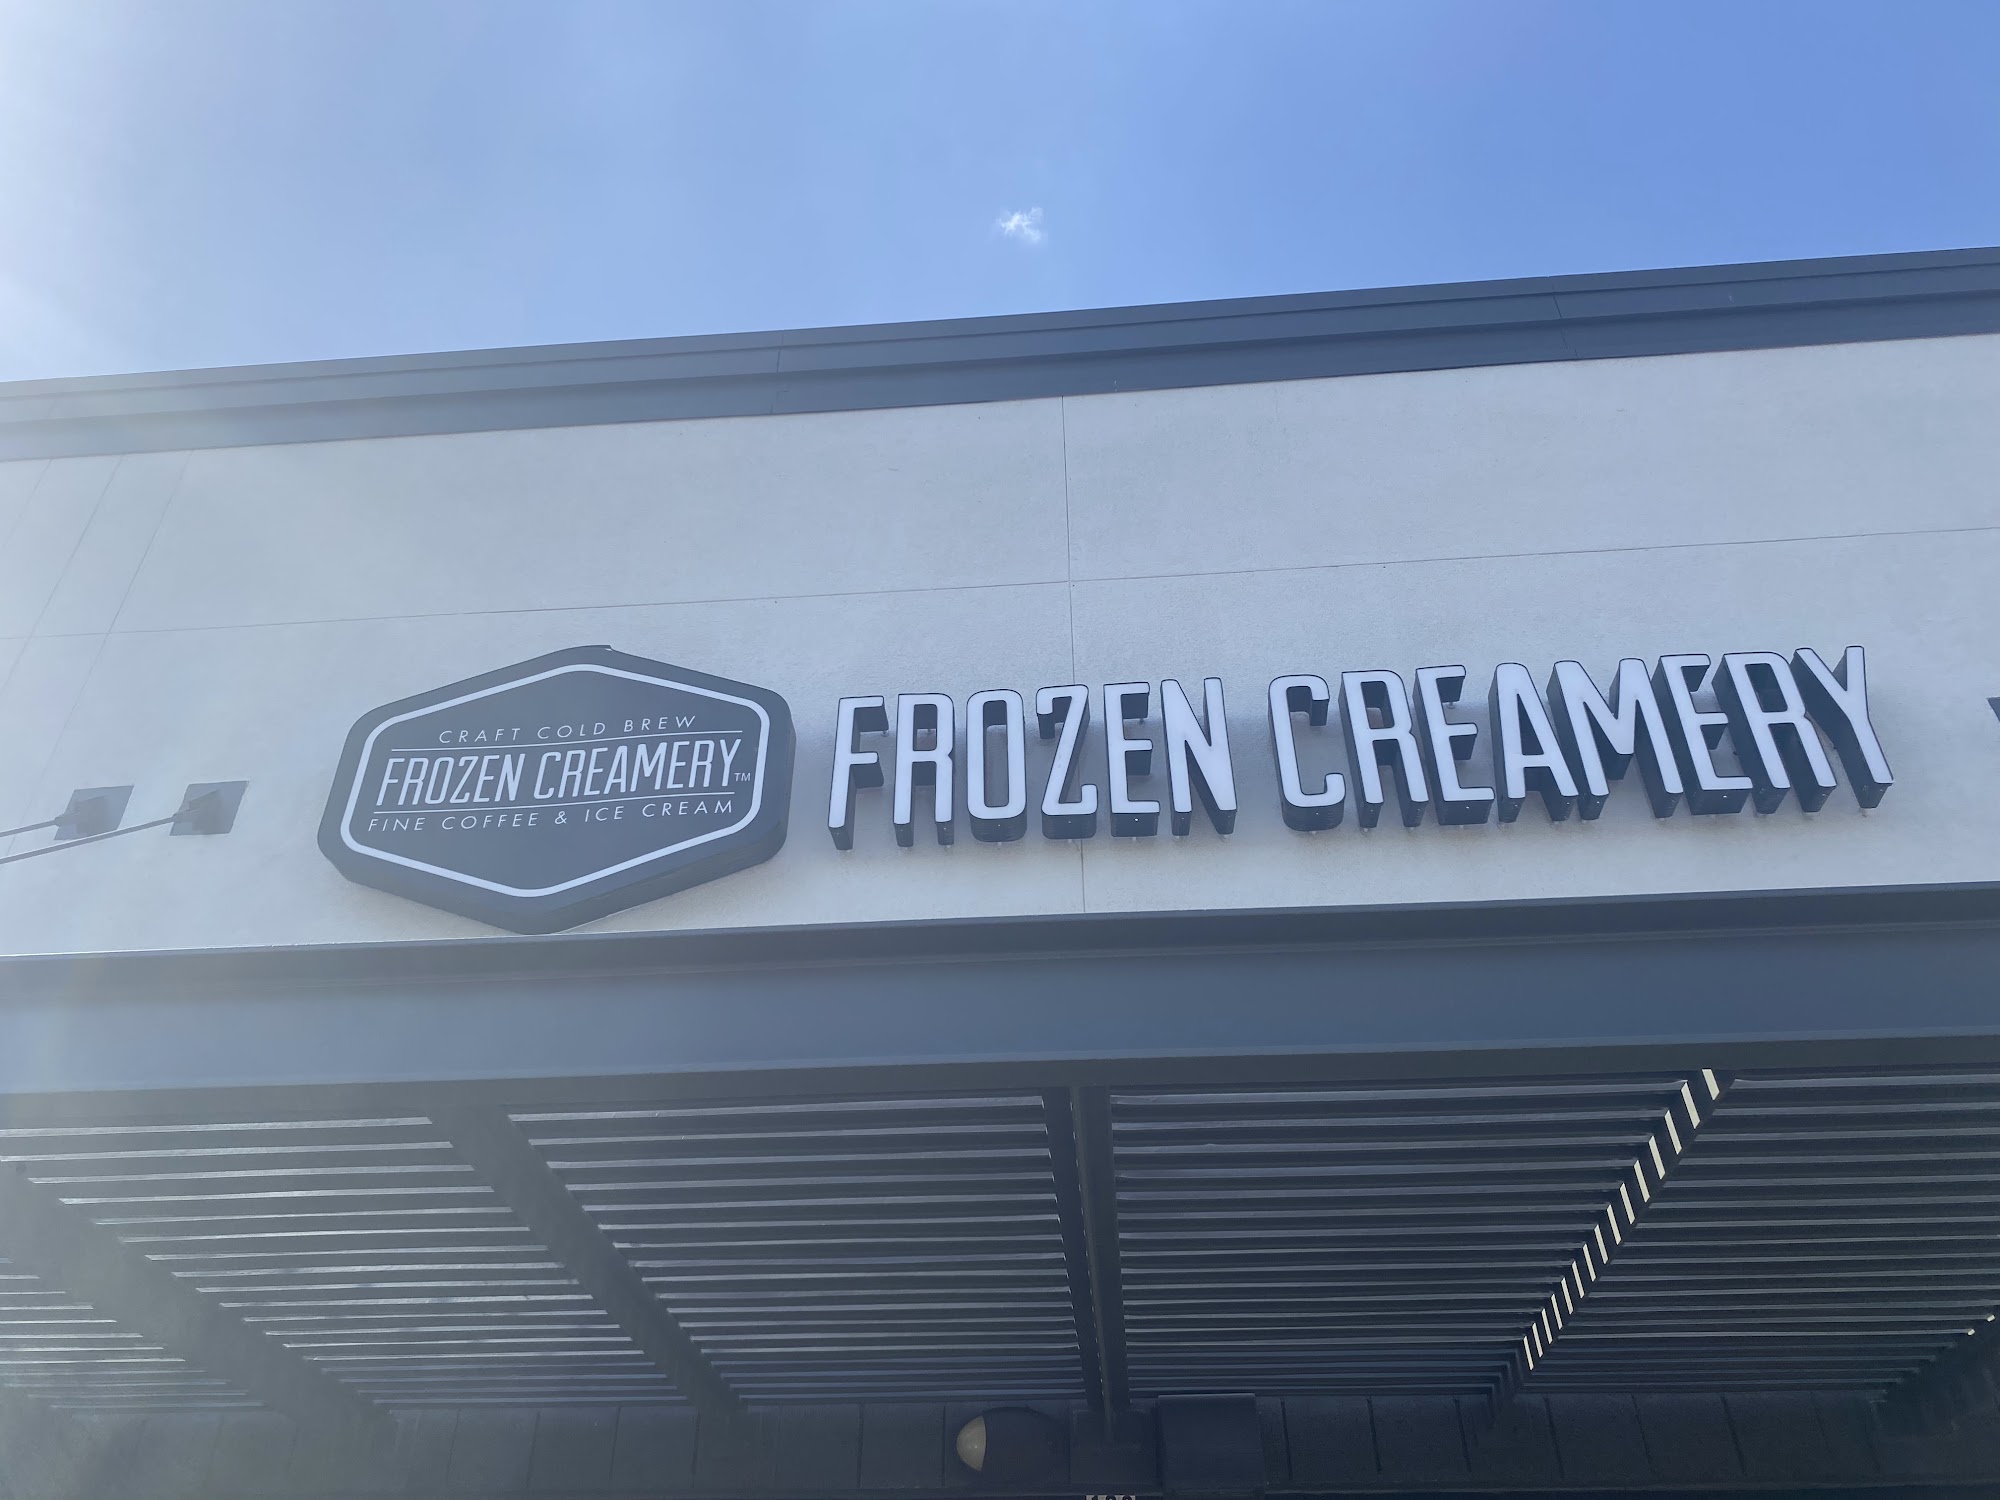 CRAFT COLD BREW
FROZEN CREAMERY™
FINE COFFEE & ICE CREAM
FROZEN CREAMERY